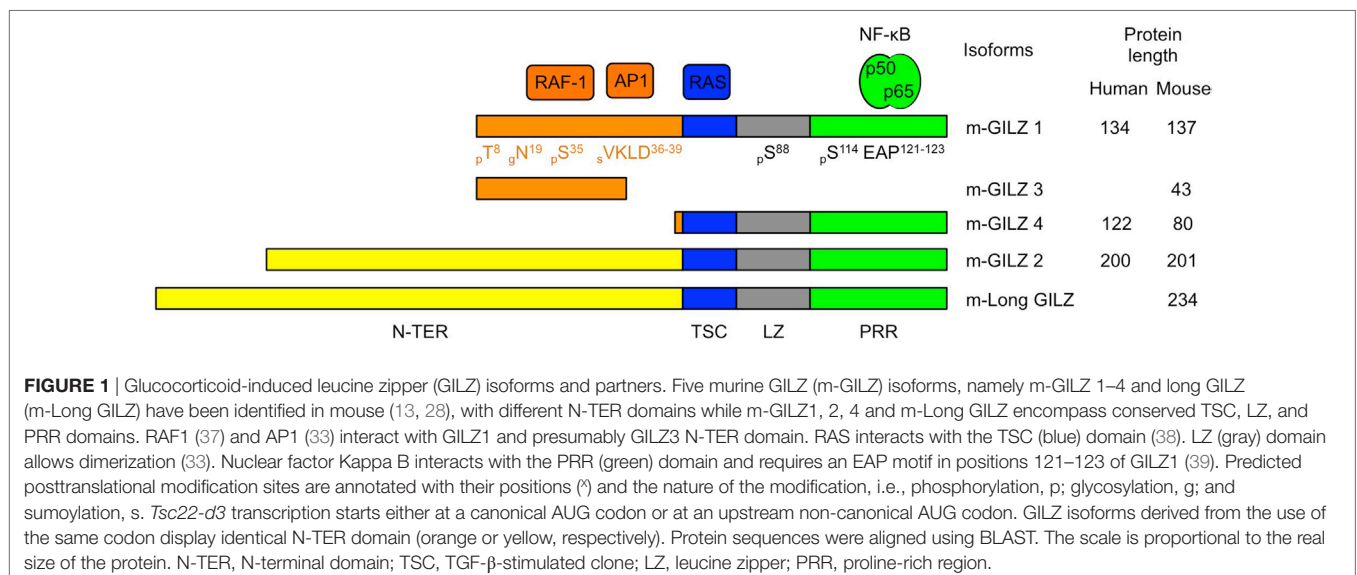 NF-κB
Isoforms
Protein length
Human Mouse
RAF-1
AP1
RAS
p50
p65
m-GILZ 1 134 137
pT8 gN19 pS35 sVKLD36-39 pS88 pS114 EAP121-123
m-GILZ 3 43
m-GILZ 4 122 80
m-GILZ 2 200 201
m-Long GILZ 234
N-TER TSC LZ PRR
FIGURE 1 | Glucocorticoid-induced leucine zipper (GILZ) isoforms and partners. Five murine GILZ (m-GILZ) isoforms, namely m-GILZ 1–4 and long GILZ
(m-Long GILZ) have been identified in mouse (13, 28), with different N-TER domains while m-GILZ1, 2, 4 and m-Long GILZ encompass conserved TSC, LZ, and
PRR domains. RAF1 (37) and AP1 (33) interact with GILZ1 and presumably GILZ3 N-TER domain. RAS interacts with the TSC (blue) domain (38). LZ (gray) domain
allows dimerization (33). Nuclear factor Kappa B interacts with the PRR (green) domain and requires an EAP motif in positions 121–123 of GILZ1 (39). Predicted
posttranslational modification sites are annotated with their positions (ˣ) and the nature of the modification, i.e., phosphorylation, p; glycosylation, g; and
sumoylation, s. Tsc22-d3 transcription starts either at a canonical AUG codon or at an upstream non-canonical AUG codon. GILZ isoforms derived from the use of
the same codon display identical N-TER domain (orange or yellow, respectively). Protein sequences were aligned using BLAST. The scale is proportional to the real
size of the protein. N-TER, N-terminal domain; TSC, TGF-β-stimulated clone; LZ, leucine zipper; PRR, proline-rich region.